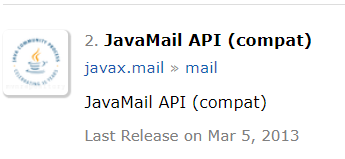 2. JavaMail API (compat)
javax.mail » mail
JavaMail API (compat)
Last Release on Mar 5, 2013